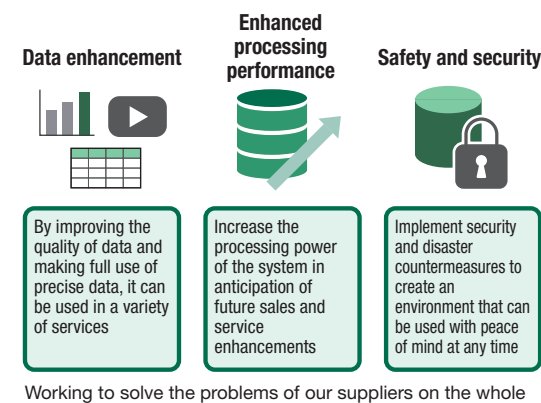 Data enhancement
Enhanced
processing
performance
Safety and security
By improving the
quality of data and
making full use of
precise data, it can
be used in a variety
of services
Increase the
processing power
of the system in
anticipation of
future sales and
service
enhancements
Implement security
and disaster
countermeasures to
create an
environment that can
be used with peace
of mind at any time
Working to solve the problems of our suppliers on the whole